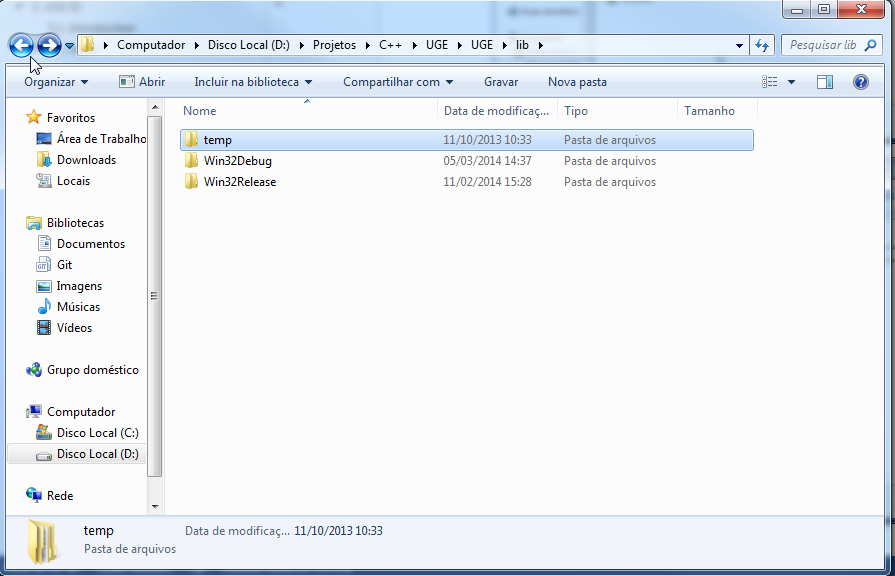 Computador Disco Local (D:) Projetos C++ UGE UGE lib Pesquisar lib
Organizar Abrir Incluir na biblioteca Compartilhar com Gravar Nova pasta
Favoritos
Área de Trabalho
Downloads
Locais
Bibliotecas
Documentos
Git
Imagens
Músicas
Vídeos
Grupo doméstico
Computador
Disco Local (C:)
Disco Local (D:)
Rede
Nome Data de modificaç... Tipo Tamanho
temp 11/10/2013 10:33 Pasta de arquivos
Win32Debug 05/03/2014 14:37 Pasta de arquivos
Win32Release 11/02/2014 15:28 Pasta de arquivos
temp Data de modificaç... 11/10/2013 10:33
Pasta de arquivos